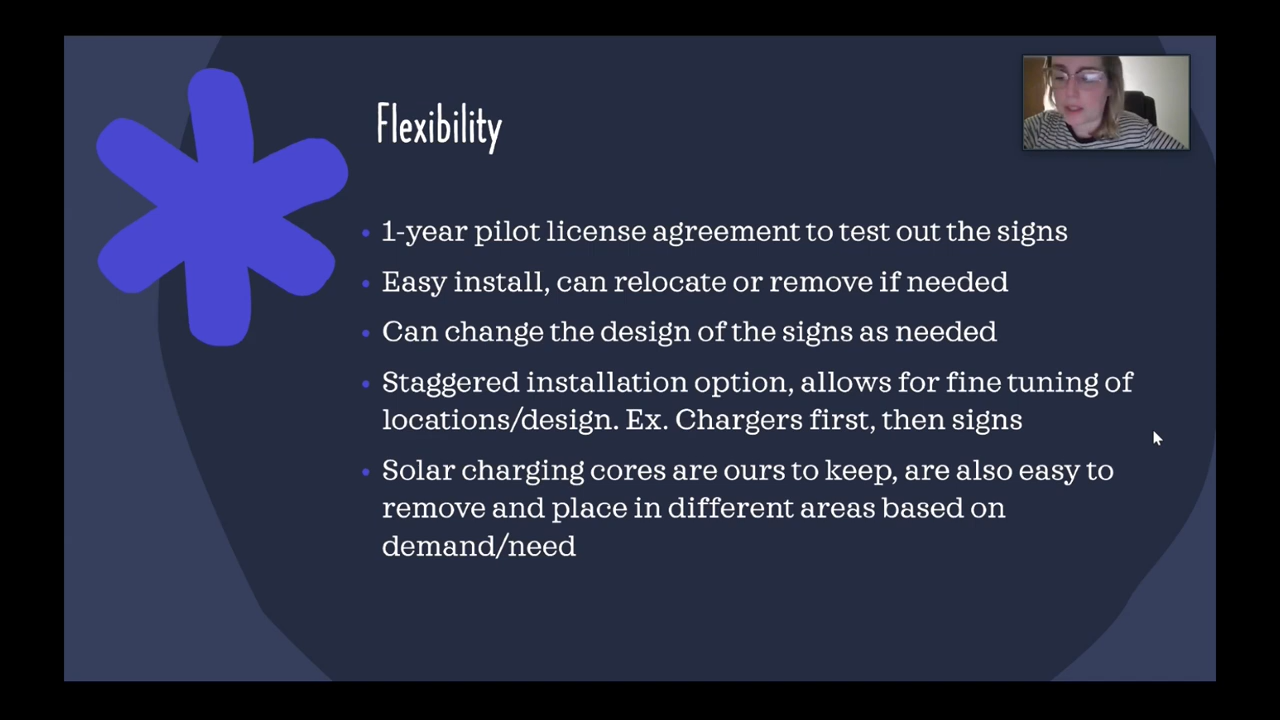 Flexibility
1-year pilot license agreement to test out the signs
Easy install, can relocate or remove if needed
Can change the design of the signs as needed
Staggered installation option, allows for fine tuning of
locations/design. Ex. Chargers first, then signs
Solar charging cores are ours to keep, are also easy to
remove and place in different areas based on
demand/need